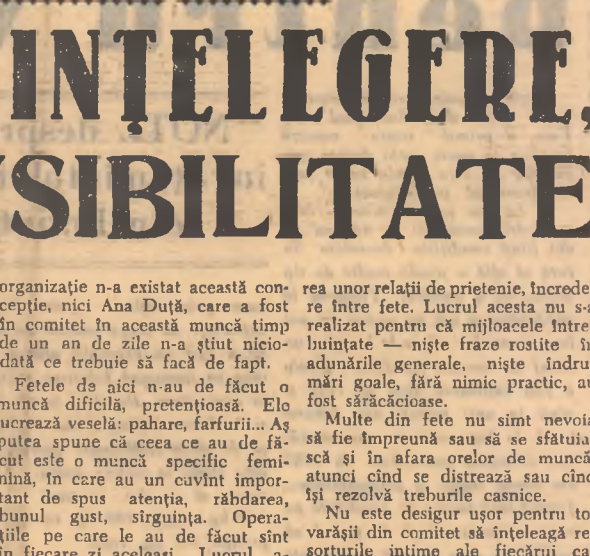 INȚELEGERE,
SIBILITATE
organizație n-a existat această con-
cepție, nici Ana Duță, care a fost
în comitet în această muncă timp
de un an de zile n-a știut nicio-
dată ce trebuie să facă de fapt.
Fetele de aici n-au de făcut o
muncă dificilă, pretențioasă. Ele
ucrează veselă: pahare, farfurii... Aș
putea spune că ceea ce au de fă-
cut este o muncă specific femi-
nină, în care au un cuvînt impor-
tant de spus atenția, răbdarea,
bunul gust, sîrguința. Opera-
țiile pe care le au de făcut sînt
în fiecare zi aceleași. Lucrul a-
rea unor relații de prietenie, încrede-
re între fete. Lucrul acesta nu s-a
realizat pentru că mijloacele între
buințate — niște fraze rostite în
adunările generale, niște îndru
mări goale, fără nimic practic, au
fost sărăcăcioase.
Multe din fete nu simt nevoia
să fie împreună sau să se sfătuia
scă și în afara orelor de muncă
atunci cînd se distrează sau cînd
își rezolvă treburile casnice.
Nu este desigur ușor pentru to
varășii din comitet să înțeleagă re
sorturile intime ale fiecărui ca